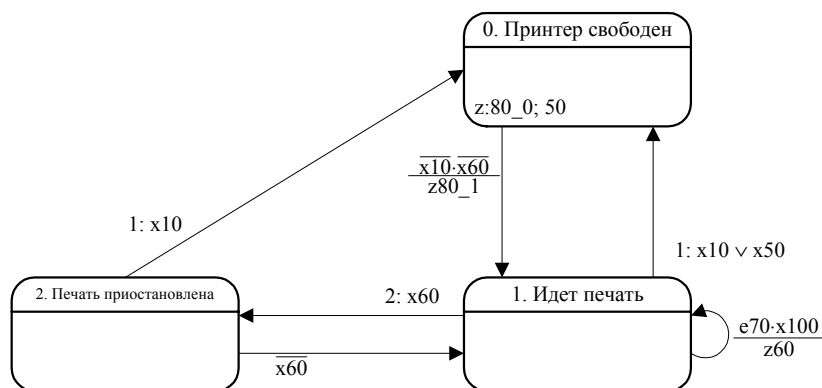 0. Принтер свободен
z:80_0; 50
x10·x60
z80_1
1: x10
1: x10 ∨ x50
2. Печать приостановлена
2: x60
1. Идет печать
e70·x100
z60
x60